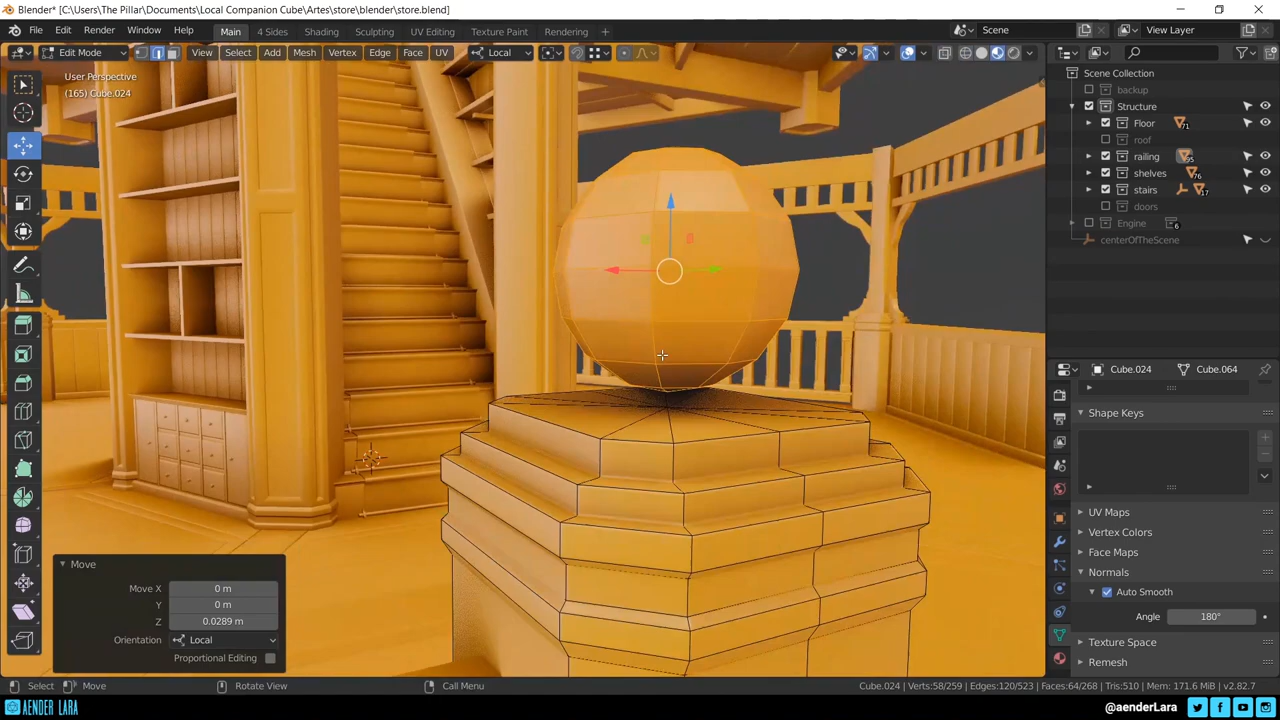 Blender* [C:\Users\The Pillar\Documents\Local Companion Cube\Artes\store\blender\store.blend]
File Edit Render Window Help Main 4 Sides Shading Sculpting UV Editing Texture Paint Rendering + Scene View Layer
Edit Mode View Select Add Mesh Vertex Edge Face UV Local
User Perspective
(165) Cube.024
Scene Collection
backup
Structure
Floor 71
roof
railing 95
shelves 76
stairs 17
doors
Engine 6
centerOfTheScene
Cube.024 Cube.064
Shape Keys
UV Maps
Vertex Colors
Face Maps
Normals
Auto Smooth
Angle 180°
Texture Space
Remesh
Move
Move X 0 m
Y 0 m
Z 0.0289 m
Orientation Local
Proportional Editing
Select Move Rotate View Call Menu Cube.024 | Verts:58/259 | Edges:120/523 | Faces:64/268 | Tris:510 | Mem: 171.6 MiB | v2.82.7
AENDER LARA @aenderLara